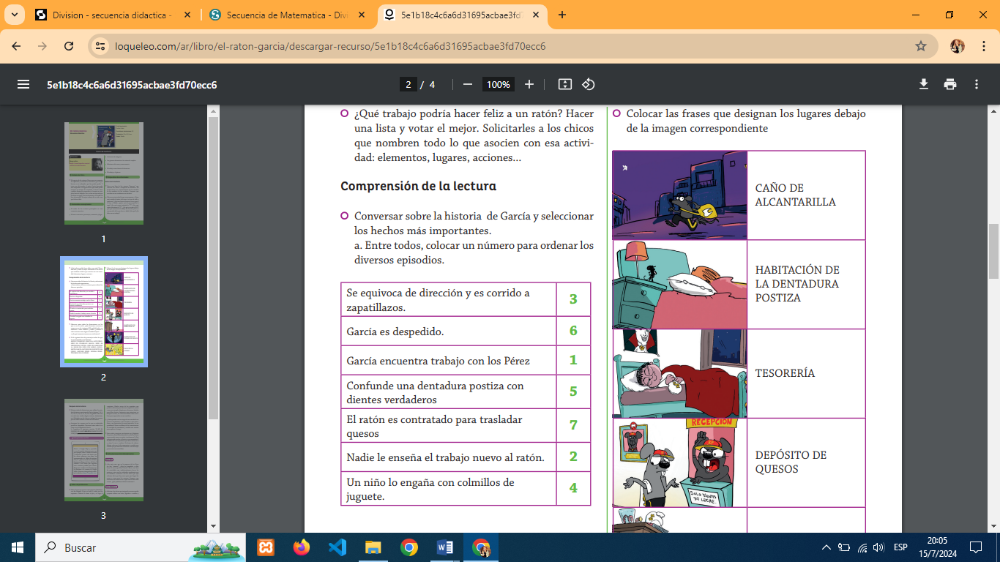 Division - secuencia didactica -
Secuencia de Matematica - Div
5e1b18c4c6a6d31695acbae3fd7
loqueleo.com/ar/libro/el-raton-garcia/descargar-recurso/5e1b18c4c6a6d31695acbae3fd70ecc6
5e1b18c4c6a6d31695acbae3fd70ecc6
2 / 4
100%
1
2
3
¿Qué trabajo podría hacer feliz a un ratón? Hacer
una lista y votar el mejor. Solicitarles a los chicos
que nombren todo lo que asocien con esa activi-
dad: elementos, lugares, acciones...
Comprensión de la lectura
Conversar sobre la historia de García y seleccionar
los hechos más importantes.
a. Entre todos, colocar un número para ordenar los
diversos episodios.
Se equivoca de dirección y es corrido a
zapatillazos.
3
García es despedido.
6
García encuentra trabajo con los Pérez
1
Confunde una dentadura postiza con
dientes verdaderos
5
El ratón es contratado para trasladar
quesos
7
Nadie le enseña el trabajo nuevo al ratón.
2
Un niño lo engaña con colmillos de
juguete.
4
Colocar las frases que designan los lugares debajo
de la imagen correspondiente
CAÑO DE
ALCANTARILLA
HABITACIÓN DE
LA DENTADURA
POSTIZA
TESORERÍA
RECEPCIÓN
SOLO DIENTES
DE LECHE.
DEPÓSITO DE
QUESOS
Buscar
ESP
20:05
15/7/2024